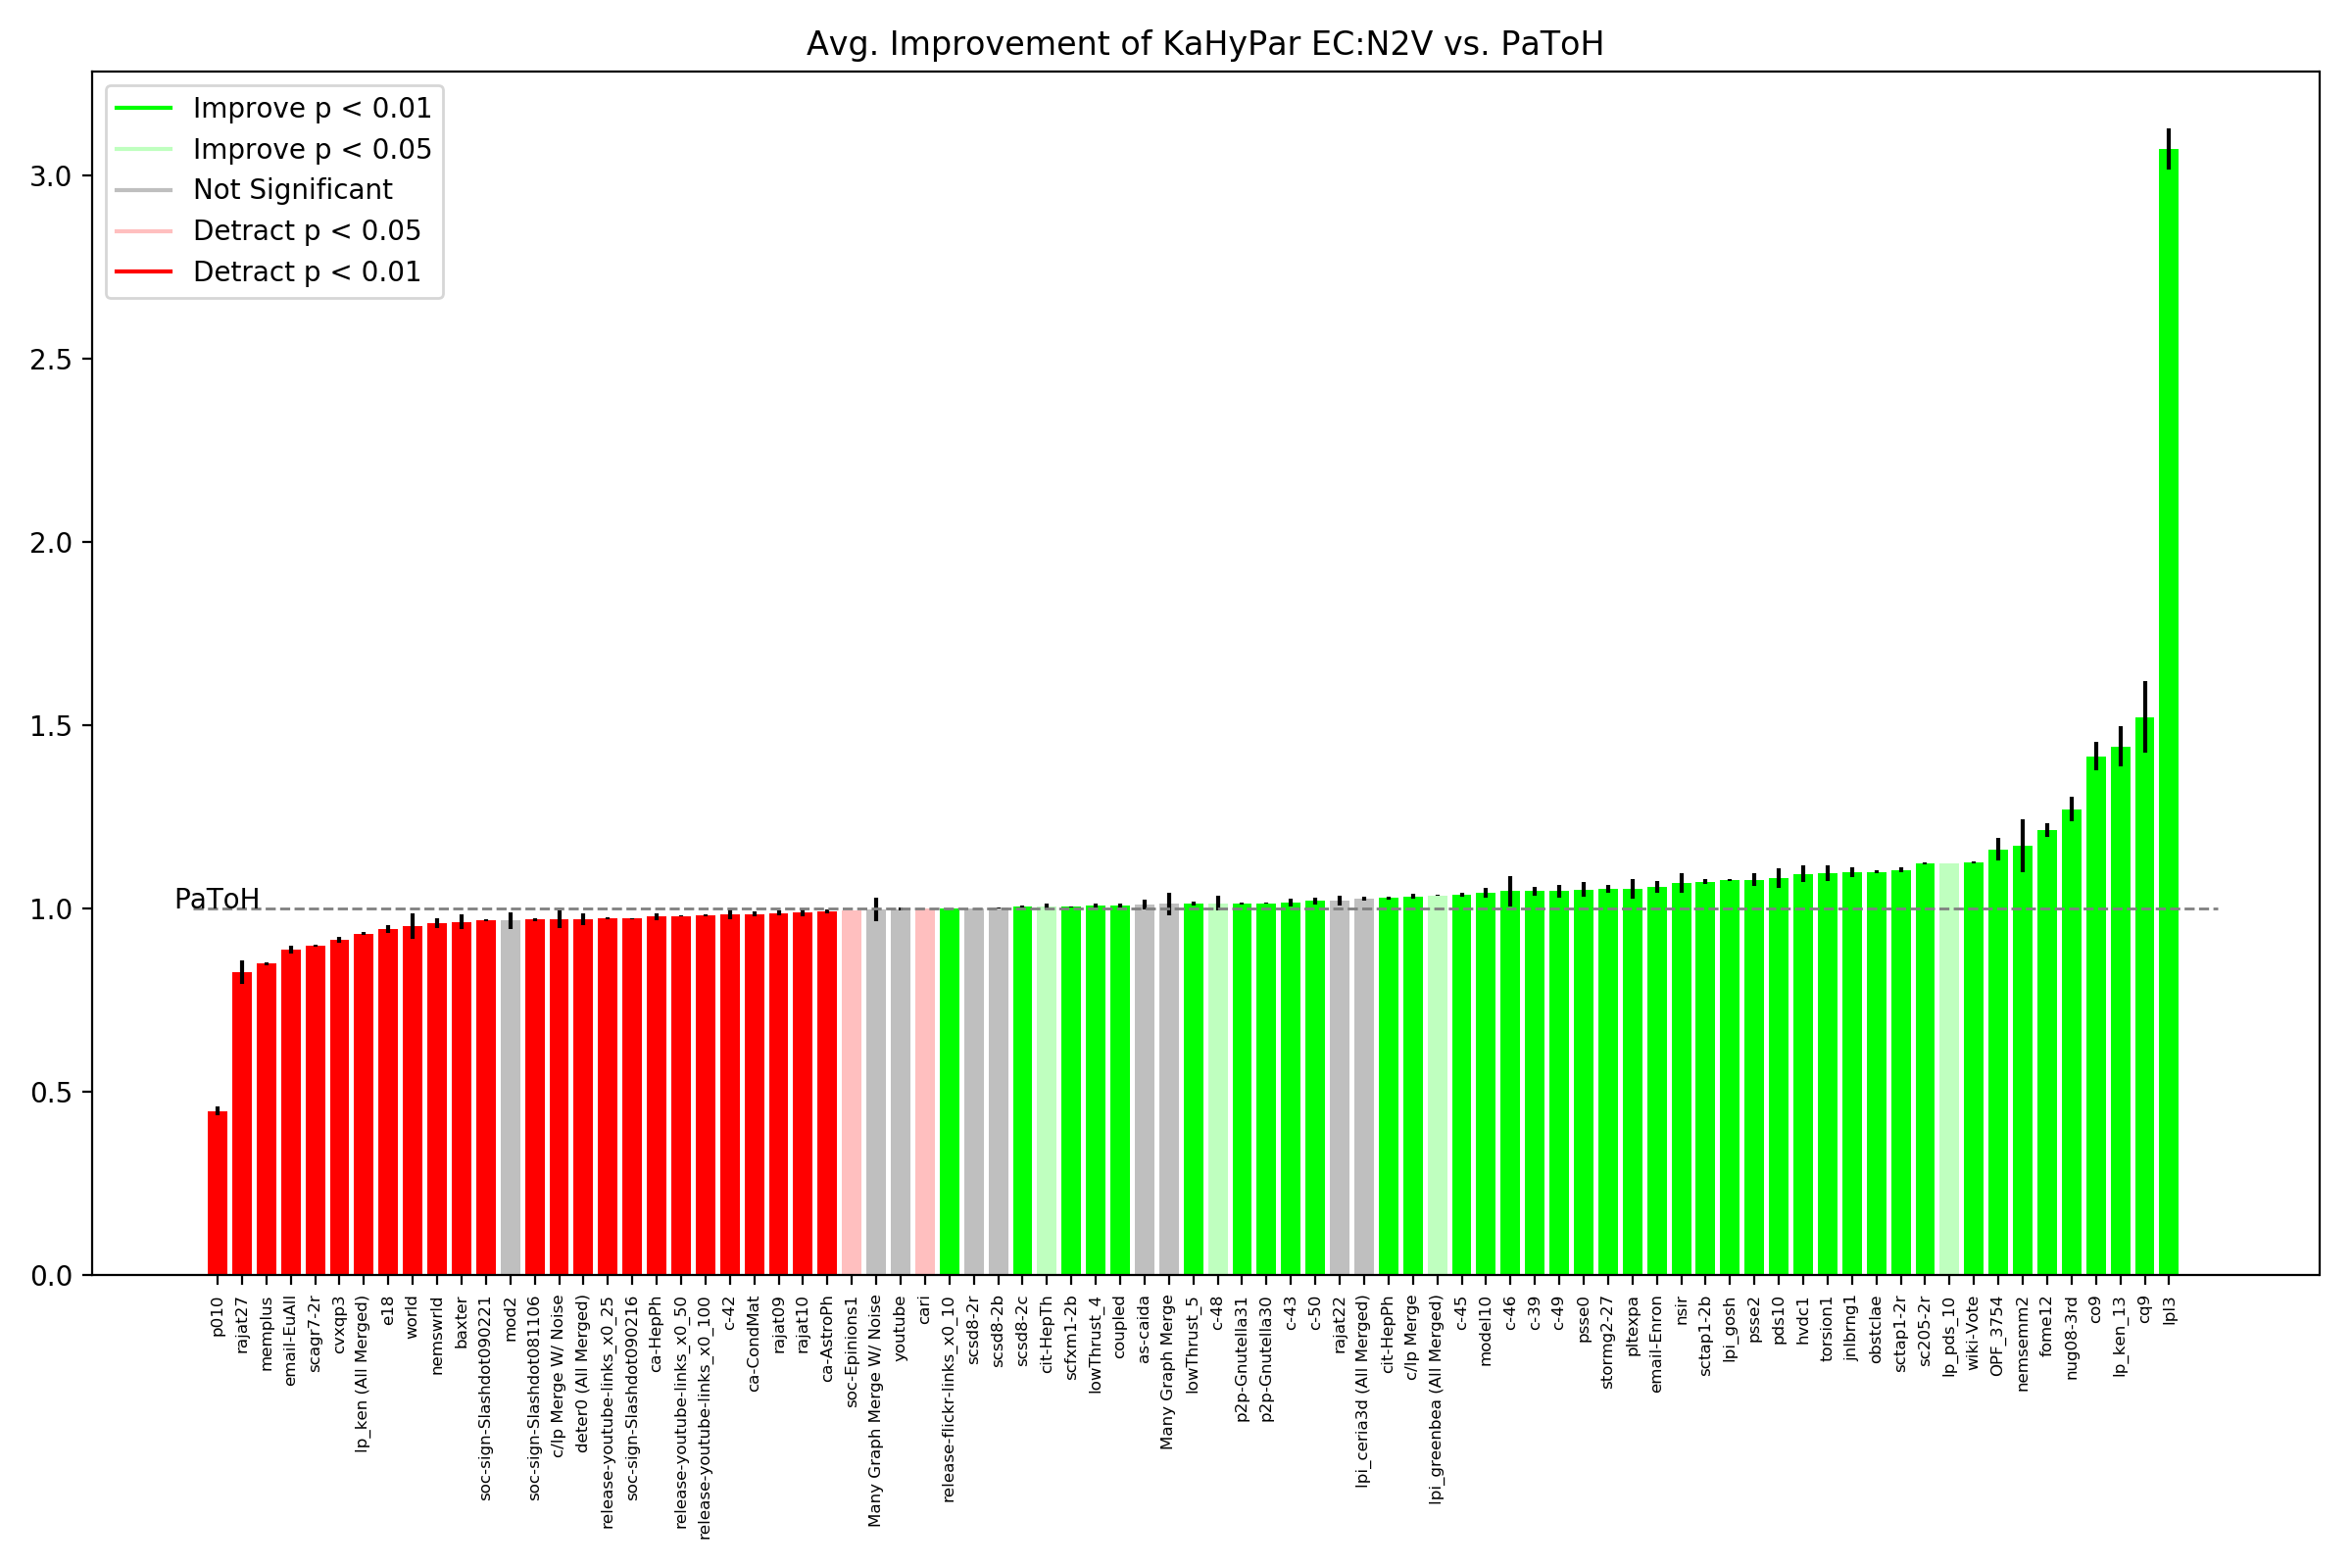 Avg. Improvement of KaHyPar EC:N2V vs. PaToH
Improve p < 0.01
Improve p < 0.05
Not Significant
Detract p < 0.05
Detract p < 0.01
3.0
2.5
2.0
1.5
1.0
0.5
0.0
PaToH
p010
rajat27
memplus
email-EuAll
scagr7-2r
cvxqp3
lp_ken (All Merged)
e18
world
nemswrld
baxter
soc-sign-Slashdot090221
mod2
soc-sign-Slashdot081106
c/lp Merge W/ Noise
deter0 (All Merged)
release-youtube-links_x0_25
soc-sign-Slashdot090216
ca-HepPh
release-youtube-links_x0_50
release-youtube-links_x0_100
c-42
ca-CondMat
rajat09
rajat10
ca-AstroPh
soc-Epinions1
Many Graph Merge W/ Noise
youtube
cari
release-flickr-links_x0_10
scsd8-2r
scsd8-2b
scsd8-2c
cit-HepTh
scfxm1-2b
lowThrust_4
coupled
as-caida
Many Graph Merge
lowThrust_5
c-48
p2p-Gnutella31
p2p-Gnutella30
c-43
c-50
rajat22
lpi_ceria3d (All Merged)
cit-HepPh
c/lp Merge
lpi_greenbea (All Merged)
c-45
model10
c-46
c-39
c-49
psse0
stormg2-27
pltexpa
email-Enron
nsir
sctap1-2b
lpi_gosh
psse2
pds10
hvdc1
torsion1
jnlbrng1
obstclae
sctap1-2r
sc205-2r
lp_pds_10
wiki-Vote
OPF_3754
nemsemm2
fome12
nug08-3rd
co9
lp_ken_13
cq9
lpl3